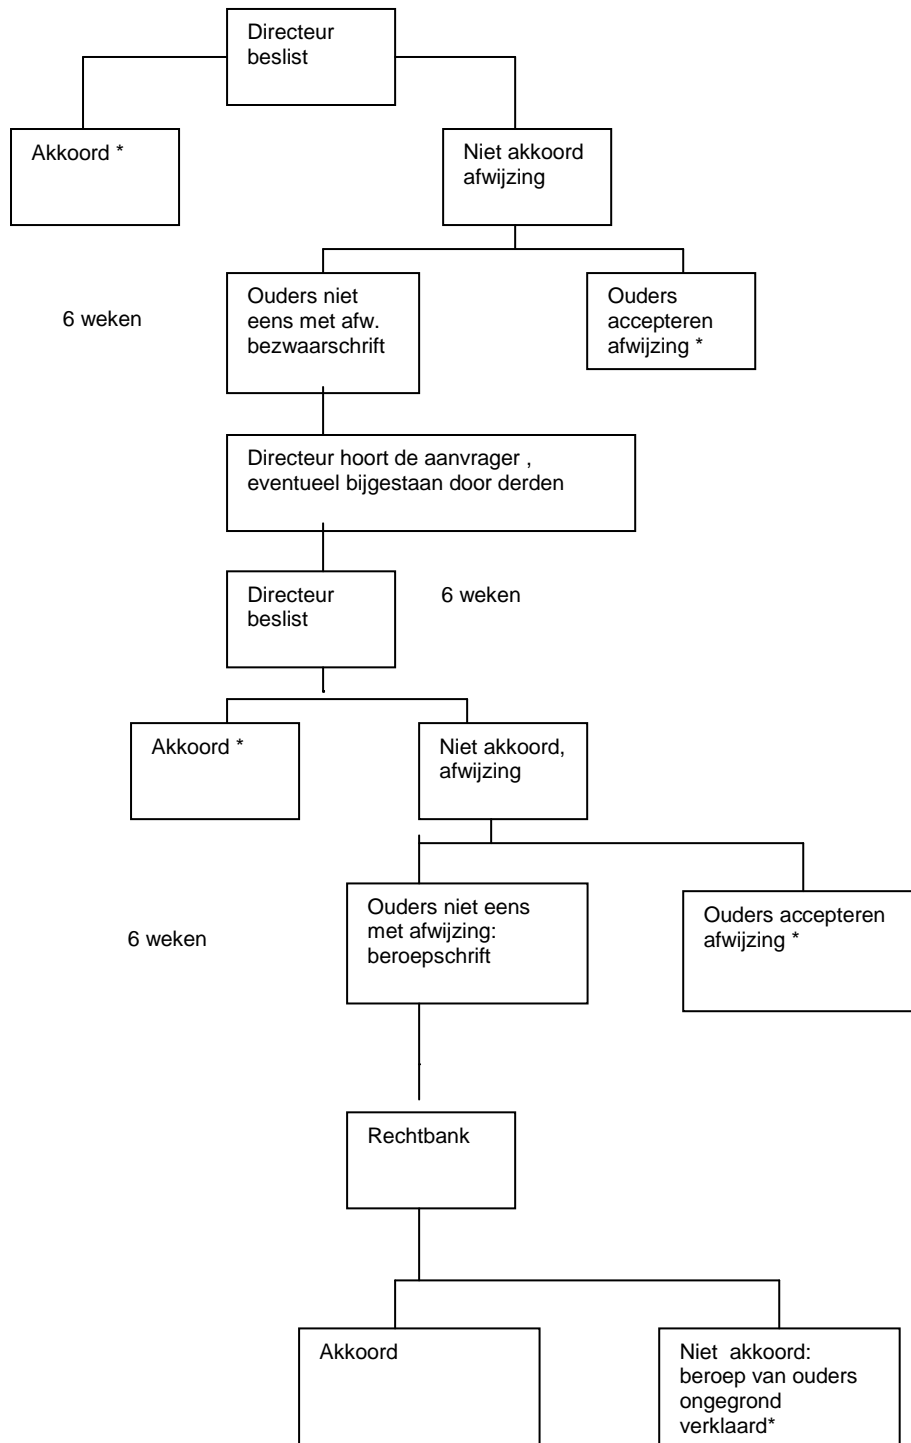 Directeur
beslist
Akkoord *
Niet akkoord
afwijzing
6 weken
Ouders niet
eens met afw.
bezwaarschrift
Ouders
accepteren
afwijzing *
Directeur hoort de aanvrager ,
eventueel bijgestaan door derden
Directeur
beslist
6 weken
Akkoord *
Niet akkoord,
afwijzing
6 weken
Ouders niet eens
met afwijzing:
beroepschrift
Ouders accepteren
afwijzing *
Rechtbank
Akkoord
Niet  akkoord:
beroep van ouders
ongegrond
verklaard*